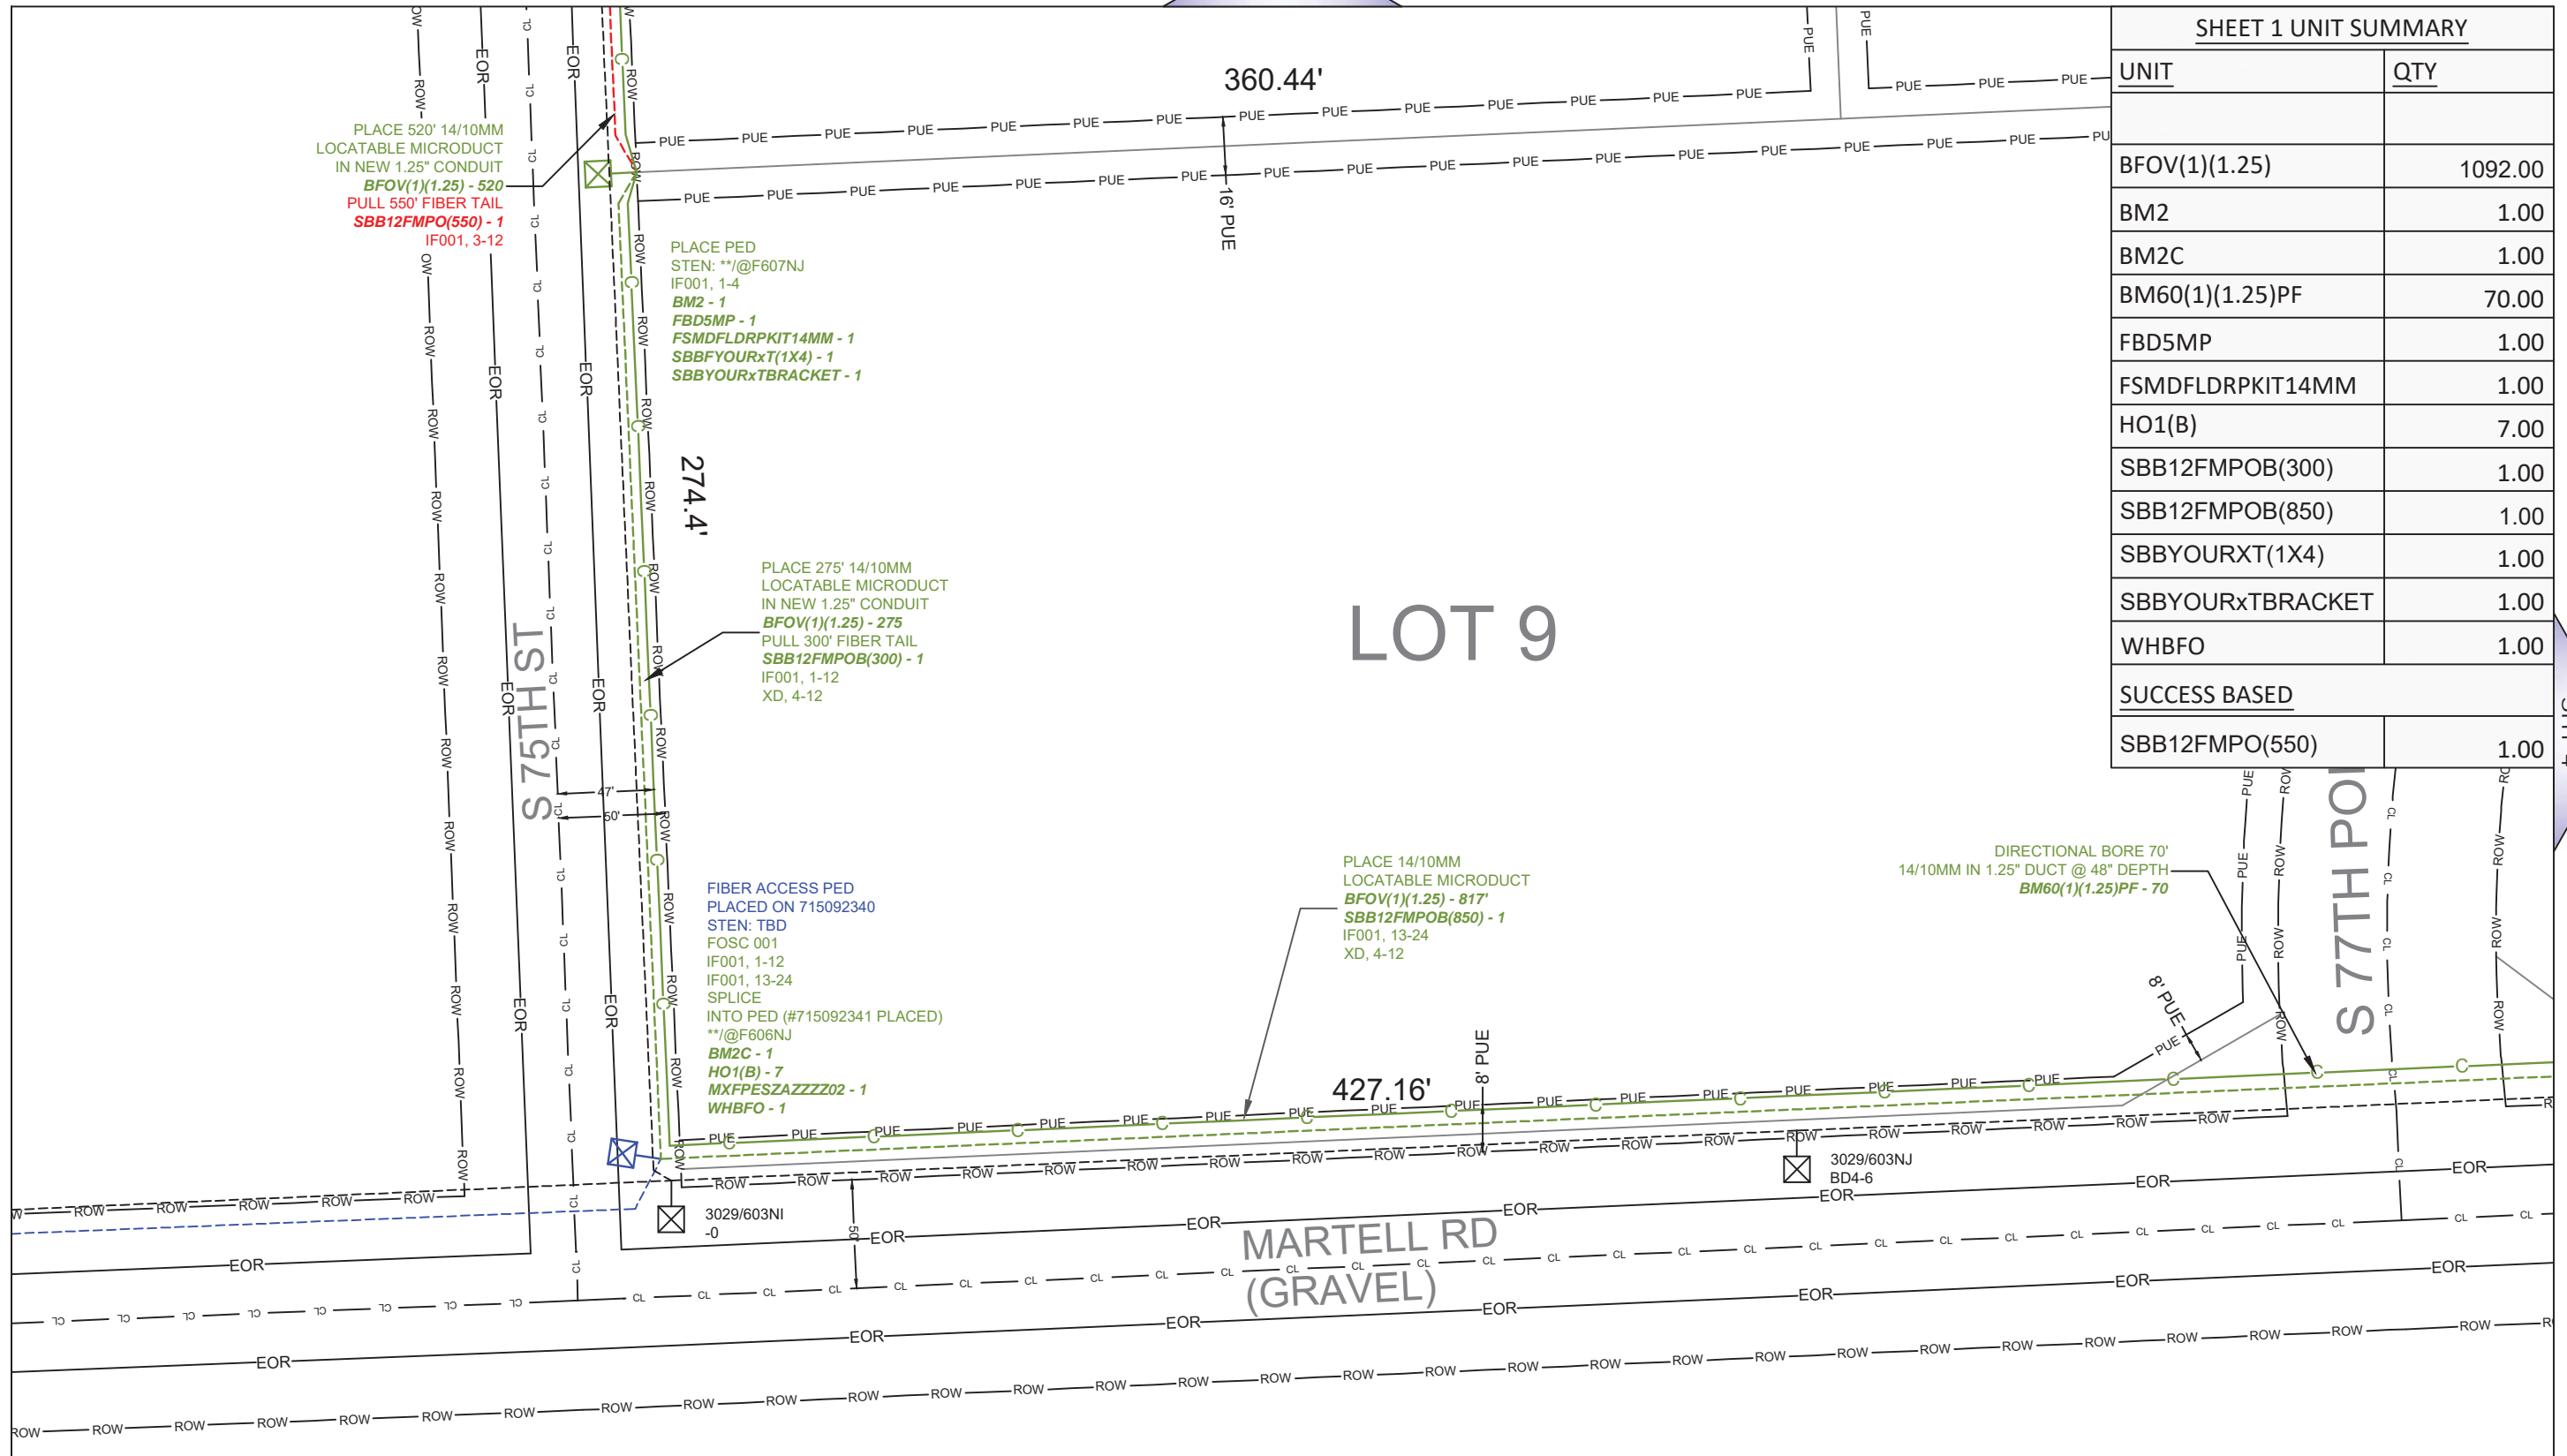 360.44'
16' PUE
PLACE 520' 14/10MM
LOCATABLE MICRODUCT
IN NEW 1.25" CONDUIT
BFOV(1)(1.25) - 520
PULL 550' FIBER TAIL
SBB12FMPO(550) - 1
IF001, 3-12
PLACE PED
STEN: **/@F607NJ
IF001, 1-4
BM2 - 1
FBD5MP - 1
FSMDFLDRPKIT14MM - 1
SBBFYOURxT(1X4) - 1
SBBYOURxTBRACKET - 1
274.4'
PLACE 275' 14/10MM
LOCATABLE MICRODUCT
IN NEW 1.25" CONDUIT
BFOV(1)(1.25) - 275
PULL 300' FIBER TAIL
SBB12FMPOB(300) - 1
IF001, 1-12
XD, 4-12
LOT 9
S 75TH ST
47'
50'
FIBER ACCESS PED
PLACED ON 715092340
STEN: TBD
FOSC 001
IF001, 1-12
IF001, 13-24
SPLICE
INTO PED (#715092341 PLACED)
**/@F606NJ
BM2C - 1
HO1(B) - 7
MXFPESZAZZZZ02 - 1
WHBFO - 1
PLACE 14/10MM
LOCATABLE MICRODUCT
BFOV(1)(1.25) - 817'
SBB12FMPOB(850) - 1
IF001, 13-24
XD, 4-12
DIRECTIONAL BORE 70'
14/10MM IN 1.25" DUCT @ 48" DEPTH
BM60(1)(1.25)PF - 70
8' PUE
427.16'
8' PUE
S 77TH
3029/603NI
-0
3029/603NJ
BD4-6
50'
MARTELL RD
(GRAVEL)
EOR
CL
ROW
PUE
C
SHEET 1 UNIT SUMMARY
UNIT QTY
BFOV(1)(1.25) 1092.00
BM2 1.00
BM2C 1.00
BM60(1)(1.25)PF 70.00
FBD5MP 1.00
FSMDFLDRPKIT14MM 1.00
HO1(B) 7.00
SBB12FMPOB(300) 1.00
SBB12FMPOB(850) 1.00
SBBYOURXT(1X4) 1.00
SBBYOURxTBRACKET 1.00
WHBFO 1.00
SUCCESS BASED
SBB12FMPO(550) 1.00